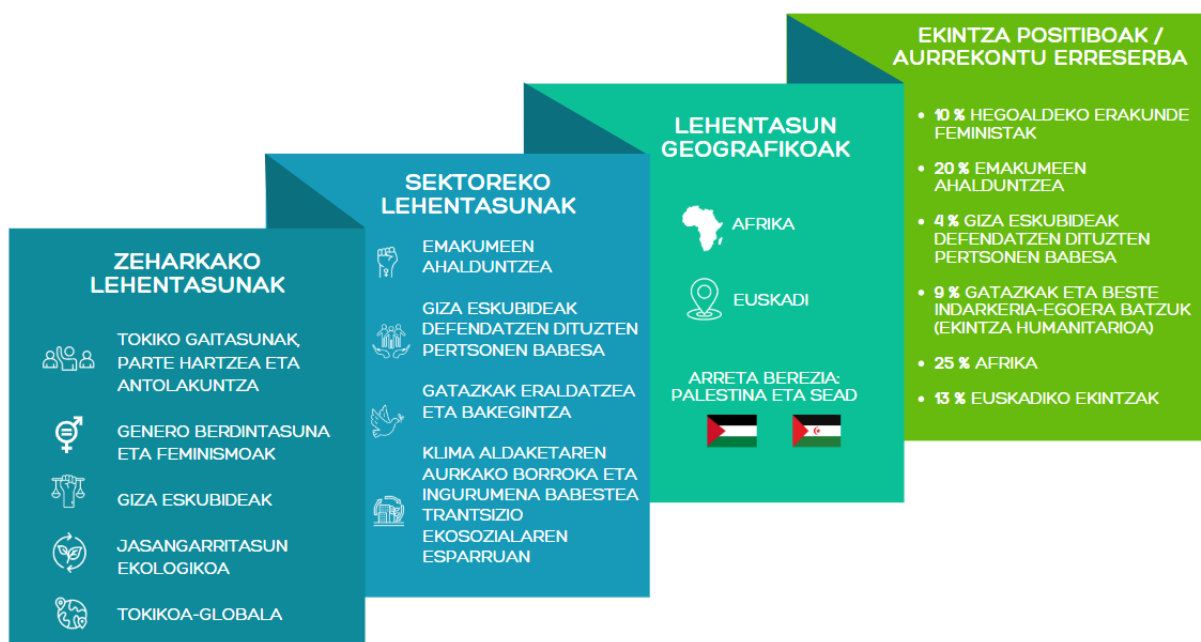 ZEHARKAKO
LEHENTASUNAK
TOKIKO GAITASUNAK,
PARTE HARTZEA ETA
ANTOLAKUNTZA
GENERO BERDINTASUNA
ETA FEMINISMOAK
GIZA ESKUBIDEAK
JASANGARRITASUN
EKOLOGIKOA
TOKIKOA-GLOBALA
SEKTOREKO
LEHENTASUNAK
EMAKUMEEN
AHALDUNTZEA
GIZA ESKUBIDEAK
DEFENDATZEN DITUZTEN
PERTSONEN BABESA
GATAZKAK ERALDATZEA
ETA BAKEGINTZA
KLIMA ALDAKETAREN
AURKAKO BORROKA ETA
INGURUMENA BABESTEA
TRANTSIZIO
EKOSOZIALAREN
ESPARRUAN
LEHENTASUN
GEOGRAFIKOAK
AFRIKA
EUSKADI
ARRETA BEREZIA:
PALESTINA ETA SEAD
EKINTZA POSITIBOAK /
AURREKONTU ERRESERBA
• 10 % HEGOALDEKO ERAKUNDE
FEMINISTAK
• 20 % EMAKUMEEN
AHALDUNTZEA
• 4 % GIZA ESKUBIDEAK
DEFENDATZEN DITUZTEN
PERTSONEN BABESA
• 9 % GATAZKAK ETA BESTE
INDARKERIA-EGOERA BATZUK
(EKINTZA HUMANITARIOA)
• 25 % AFRIKA
• 13 % EUSKADIKO EKINTZAK